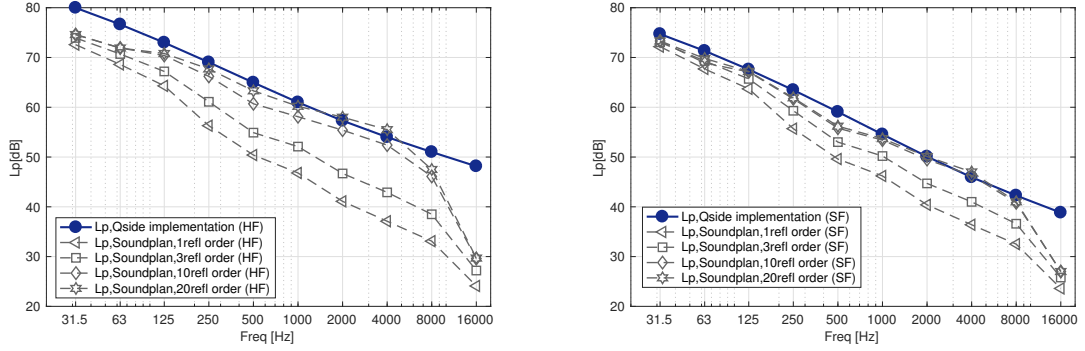 80
70
60
50
40
30
20
Lp[dB]
Lp,Qside implementation (HF)
Lp,Soundplan,1refl order (HF)
Lp,Soundplan,3refl order (HF)
Lp,Soundplan,10refl order (HF)
Lp,Soundplan,20refl order (HF)
31.5 63 125 250 500 1000 2000 4000 8000 16000
Freq [Hz]
80
70
60
50
40
30
20
Lp[dB]
Lp,Qside implementation (SF)
Lp,Soundplan,1refl order (SF)
Lp,Soundplan,3refl order (SF)
Lp,Soundplan,10refl order (SF)
Lp,Soundplan,20refl order (SF)
31.5 63 125 250 500 1000 2000 4000 8000 16000
Freq [Hz]